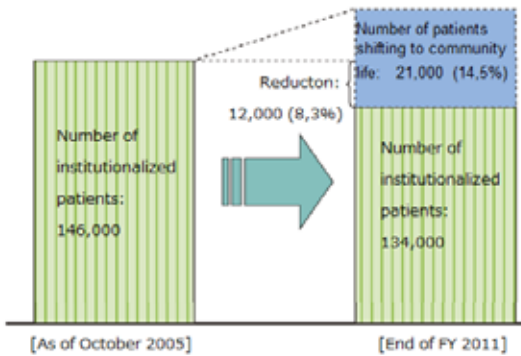 Number of patients
shifting to community
life: 21,000 (14,5%)
Reducton:
12,000 (8,3%)
Number of
institutionalized
patients:
146,000
Number of
institutionalized
patients:
134,000
[As of October 2005]
[End of FY 2011]